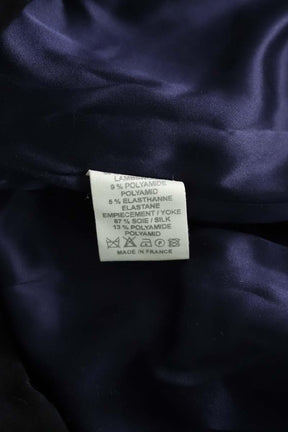 5 % POLYAMIDE
POLYAMID
5 % ELASTHANNE
ELASTANE
EMPIECEMENT / YOKE
87 % SOIE / SILK
13 % POLYAMIDE
POLYAMID
MADE IN FRANCE